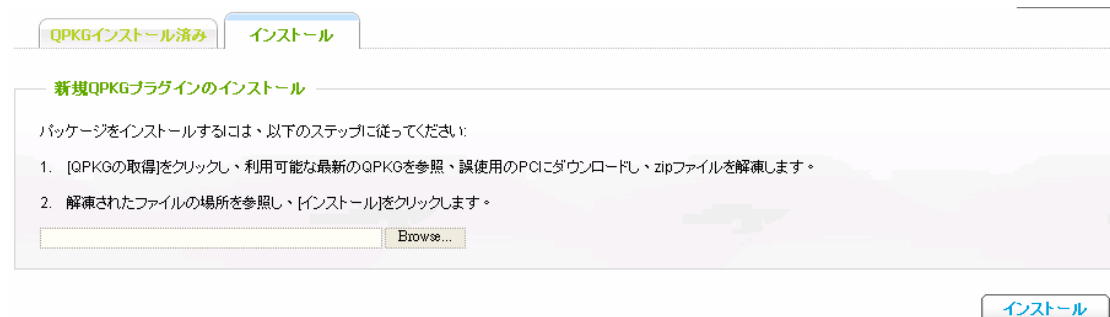 QPKGインストール済み インストール
新規QPKGプラグインのインストール
パッケージをインストールするには、以下のステップに従ってください:
1. [QPKGの取得]をクリックし、利用可能な最新のQPKGを参照、誤使用のPCにダウンロードし、zipファイルを解凍します。
2. 解凍されたファイルの場所を参照し、[インストール]をクリックします。
Browse...
インストール